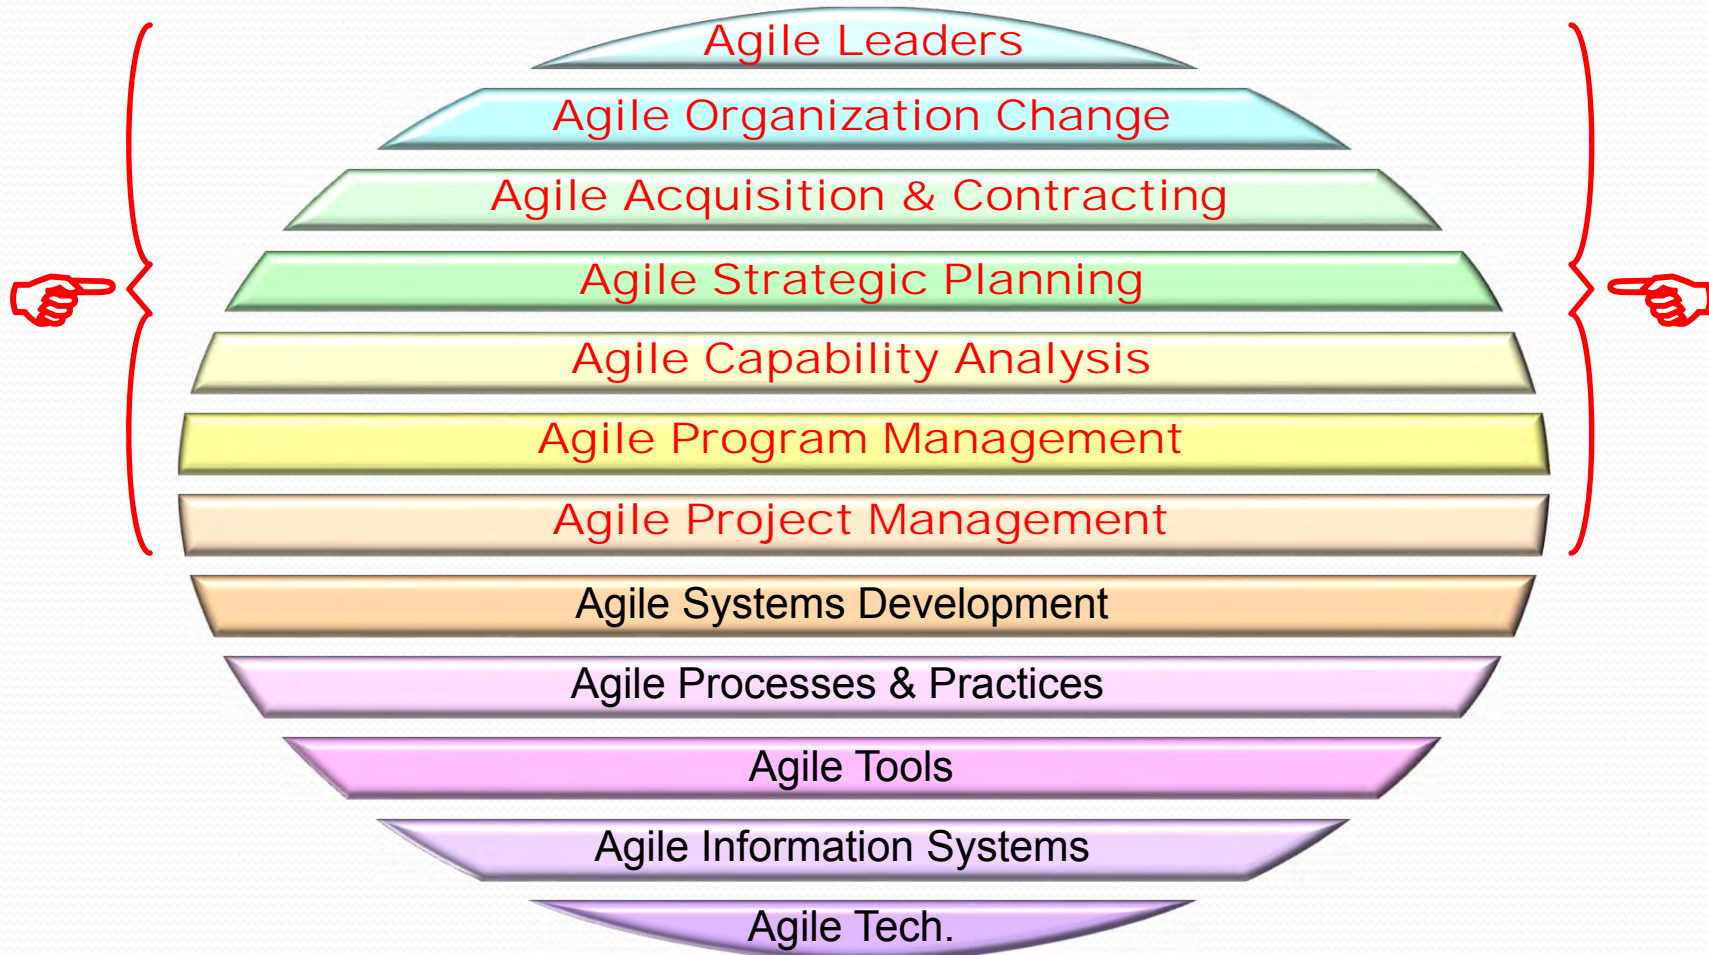 Agile Leaders
Agile Organization Change
Agile Acquisition & Contracting
Agile Strategic Planning
Agile Capability Analysis
Agile Program Management
Agile Project Management
Agile Systems Development
Agile Processes & Practices
Agile Tools
Agile Information Systems
Agile Tech.